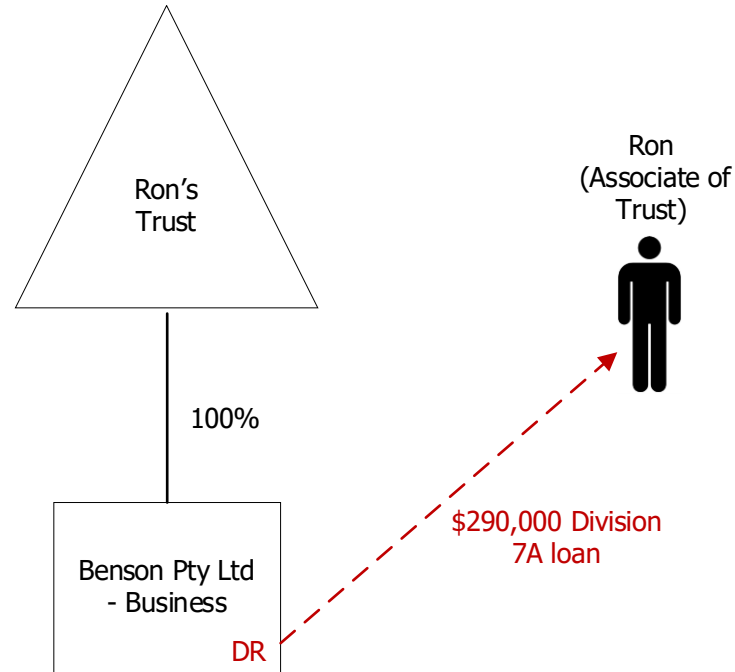 Ron's
Trust
Ron
(Associate of
Trust)
100%
$290,000 Division
7A loan
Benson Pty Ltd
- Business
DR